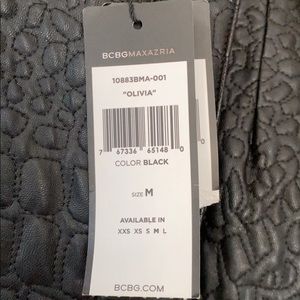 BCBGMAXAZRIA
10883BMA-001
"OLIVIA"
7 67336 65148 0
COLOR BLACK
SIZE M
AVAILABLE IN
XXS XS S M L
BCBG.COM